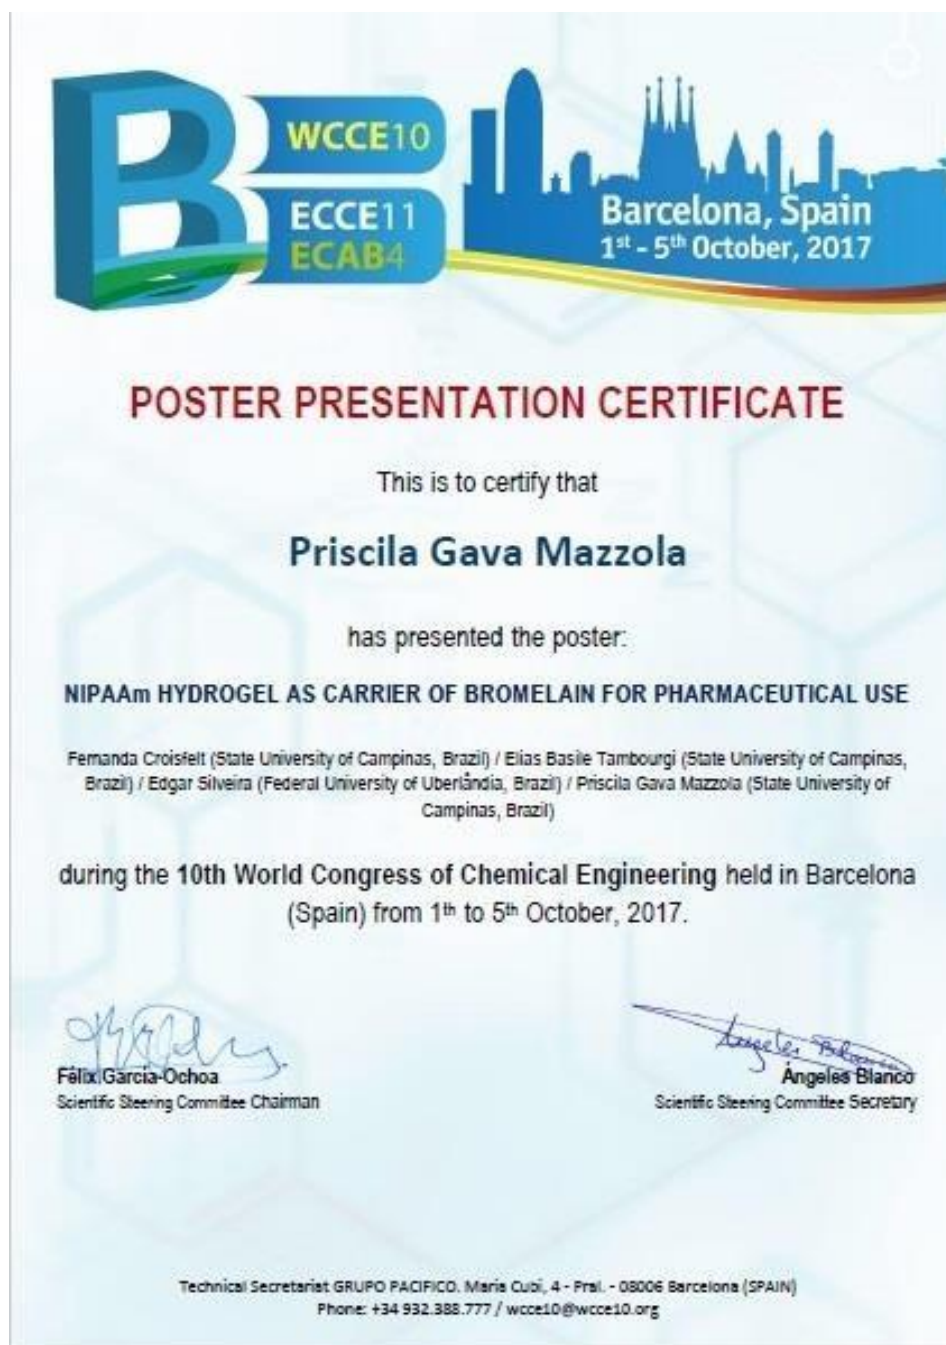 B
WCCE10
ECCE11
ECAB4
Barcelona, Spain
1st - 5th October, 2017
POSTER PRESENTATION CERTIFICATE
This is to certify that
Priscila Gava Mazzola
has presented the poster:
NIPAAm HYDROGEL AS CARRIER OF BROMELAIN FOR PHARMACEUTICAL USE
Fernanda Croisfelt (State University of Campinas, Brazil) / Elias Basile Tambourgi (State University of Campinas,
Brazil) / Edgar Silveira (Federal University of Uberlândia, Brazil) / Priscila Gava Mazzola (State University of
Campinas, Brazil)
during the 10th World Congress of Chemical Engineering held in Barcelona
(Spain) from 1th to 5th October, 2017.
Ángeles Blanco
Félix García-Ochoa
Ángeles Blanco
Scientific Steering Committee Chairman
Scientific Steering Committee Secretary
Technical Secretariat GRUPO PACIFICO. Maria Cubí, 4 - Pral. - 08006 Barcelona (SPAIN)
Phone: +34 932.388.777 / wcce10@wcce10.org